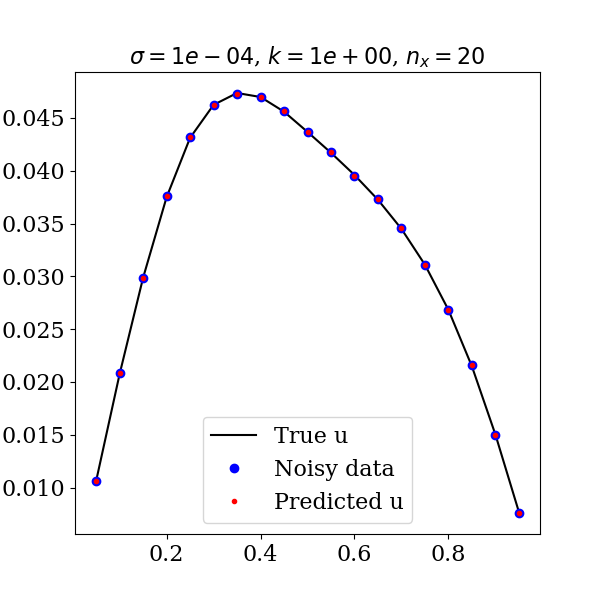 σ = 1e − 04, k = 1e + 00, nₓ = 20
0.045
0.040
0.035
0.030
0.025
0.020
0.015
0.010
True u
Noisy data
Predicted u
0.2 0.4 0.6 0.8